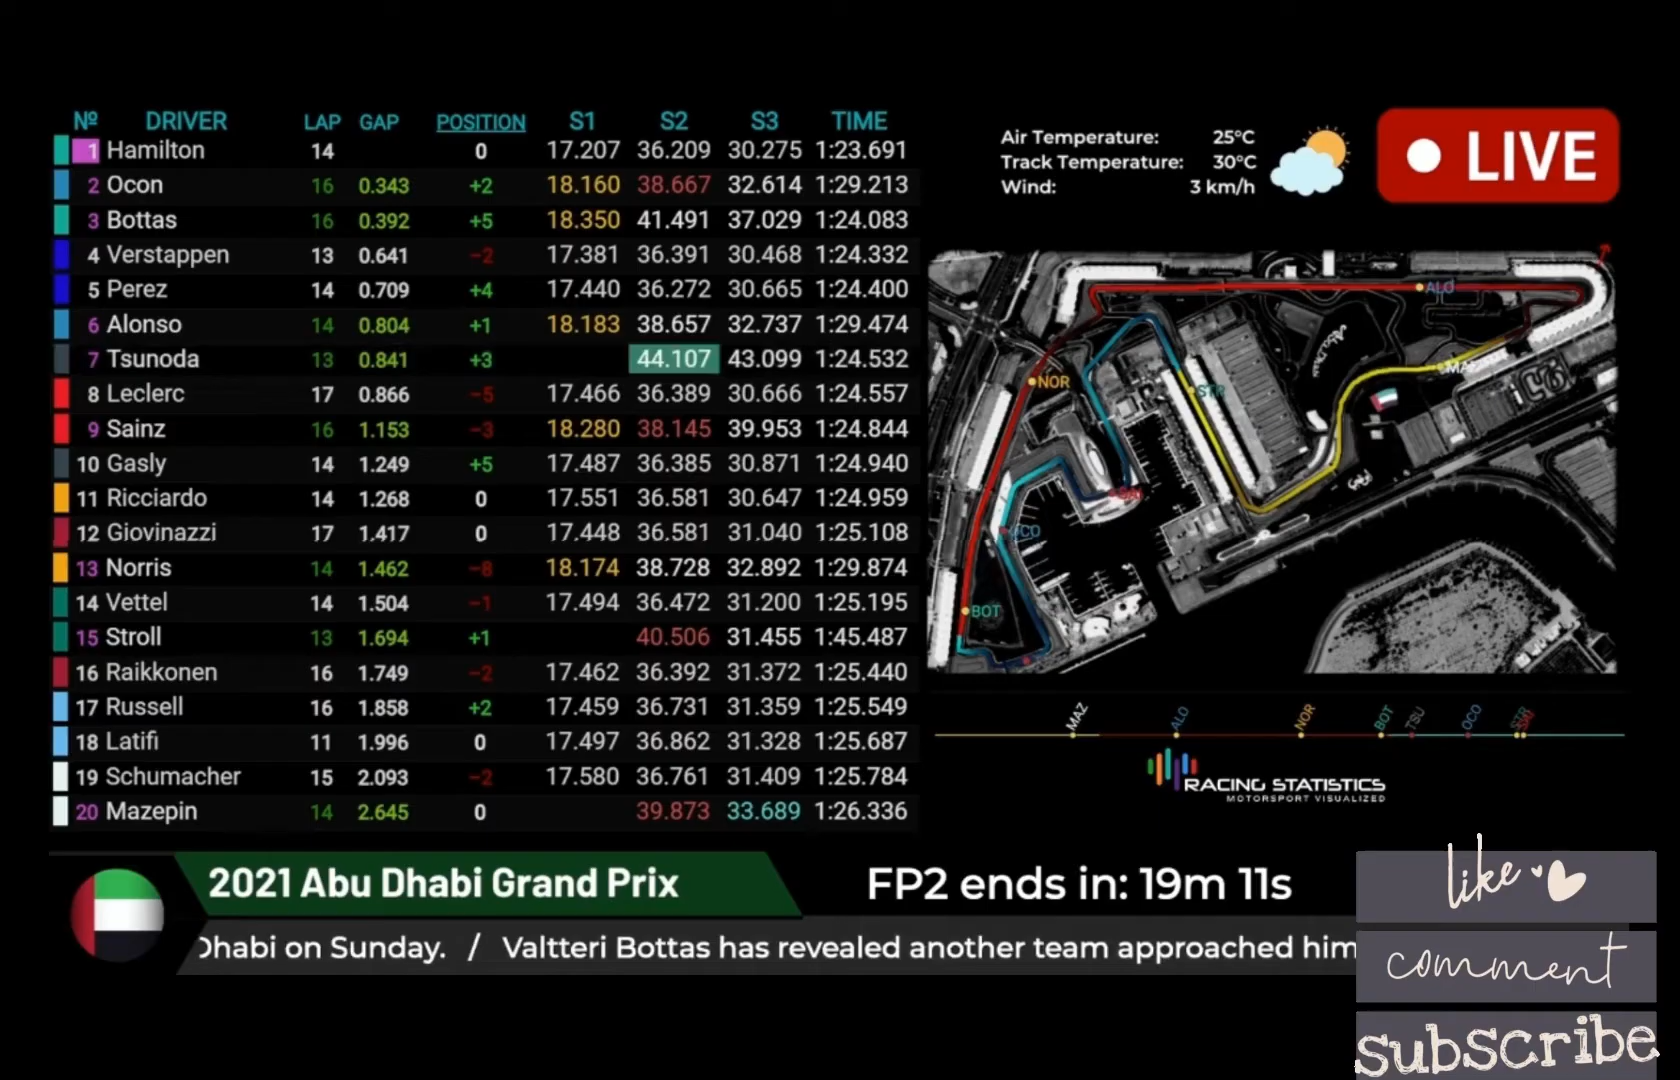 Nº DRIVER LAP GAP POSITION S1 S2 S3 TIME
1 Hamilton 14 0 17.207 36.209 30.275 1:23.691
2 Ocon 16 0.343 +2 18.160 38.667 32.614 1:29.213
3 Bottas 16 0.392 +5 18.350 41.491 37.029 1:24.083
4 Verstappen 13 0.641 -2 17.381 36.391 30.468 1:24.332
5 Perez 14 0.709 +4 17.440 36.272 30.665 1:24.400
6 Alonso 14 0.804 +1 18.183 38.657 32.737 1:29.474
7 Tsunoda 13 0.841 +3 44.107 43.099 1:24.532
8 Leclerc 17 0.866 -5 17.466 36.389 30.666 1:24.557
9 Sainz 16 1.153 -3 18.280 38.145 39.953 1:24.844
10 Gasly 14 1.249 +5 17.487 36.385 30.871 1:24.940
11 Ricciardo 14 1.268 0 17.551 36.581 30.647 1:24.959
12 Giovinazzi 17 1.417 0 17.448 36.581 31.040 1:25.108
13 Norris 14 1.462 -8 18.174 38.728 32.892 1:29.874
14 Vettel 14 1.504 -1 17.494 36.472 31.200 1:25.195
15 Stroll 13 1.694 +1 40.506 31.455 1:45.487
16 Raikkonen 16 1.749 -2 17.462 36.392 31.372 1:25.440
17 Russell 16 1.858 +2 17.459 36.731 31.359 1:25.549
18 Latifi 11 1.996 0 17.497 36.862 31.328 1:25.687
19 Schumacher 15 2.093 -2 17.580 36.761 31.409 1:25.784
20 Mazepin 14 2.645 0 39.873 33.689 1:26.336
Air Temperature: 25°C
Track Temperature: 30°C
Wind: 3 km/h
LIVE
ALO
MAZ
NOR
STR
SAI
OCO
BOT
MAZ ALO NOR BOT TSU OCO STR
RACING STATISTICS
MOTORSPORT VISUALIZED
2021 Abu Dhabi Grand Prix
FP2 ends in: 19m 11s
Dhabi on Sunday. / Valtteri Bottas has revealed another team approached him
like
comment
subscribe